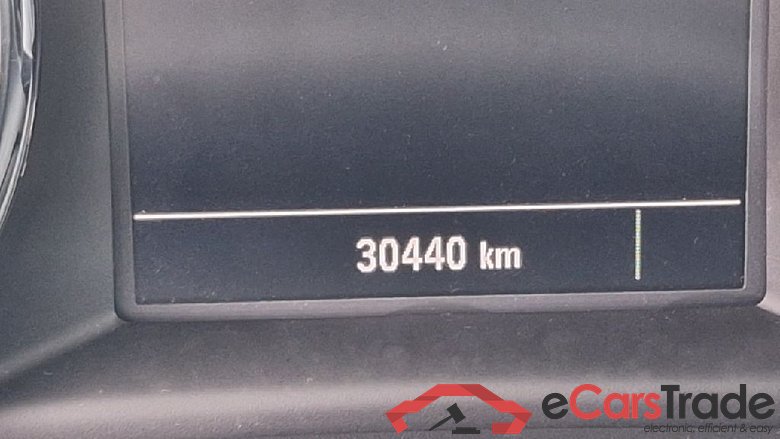 30440 km
eCarsTrade
electronic, efficient & easy